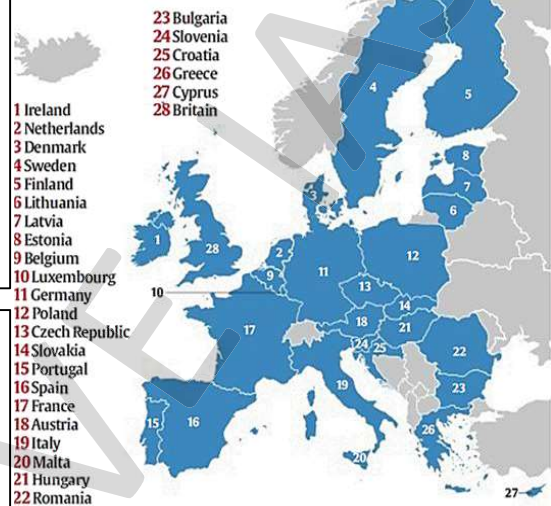 23 Bulgaria
24 Slovenia
25 Croatia
26 Greece
27 Cyprus
28 Britain
1 Ireland
2 Netherlands
3 Denmark
4 Sweden
5 Finland
6 Lithuania
7 Latvia
8 Estonia
9 Belgium
10 Luxembourg
11 Germany
12 Poland
13 Czech Republic
14 Slovakia
15 Portugal
16 Spain
17 France
18 Austria
19 Italy
20 Malta
21 Hungary
22 Romania
4
5
8
3
7
6
1
28
2
12
9
11
13
10
14
18
21
17
24
25
22
19
23
15
16
26
20
27